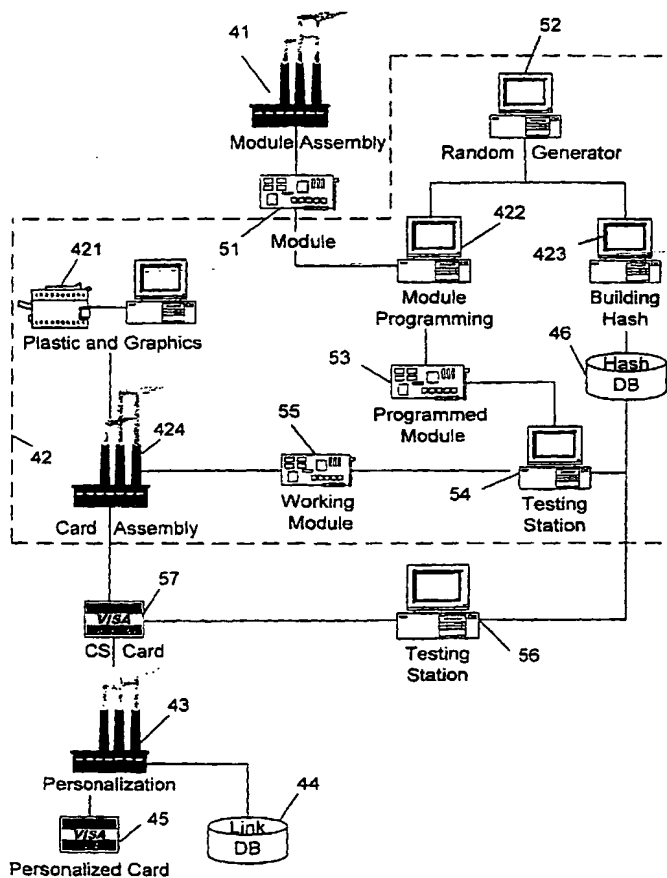 52
41
Random Generator
Module Assembly
51
Module
422
423
421
Module
Programming
Building
Hash
Plastic and Graphics
46
Hash
DB
53
Programmed
Module
55
424
42
Working
Module
54
Testing
Station
Card Assembly
57
VISA
CS Card
56
Testing
Station
43
Personalization
44
45
VISA
Link
DB
Personalized Card